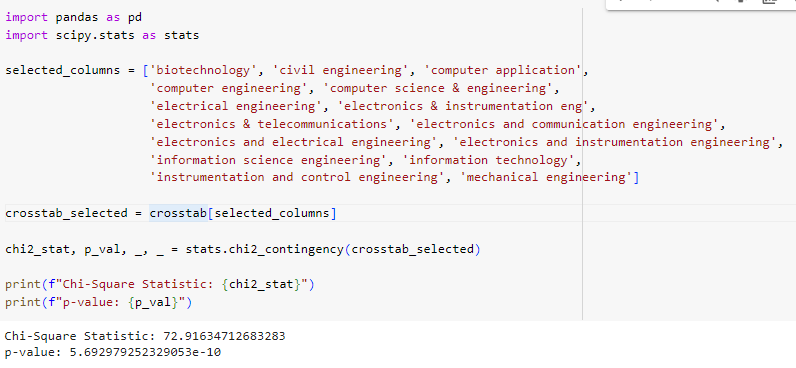 import pandas as pd
import scipy.stats as stats
selected_columns = ['biotechnology', 'civil engineering', 'computer application',
'computer engineering', 'computer science & engineering',
'electrical engineering', 'electronics & instrumentation eng',
'electronics & telecommunications', 'electronics and communication engineering',
'electronics and electrical engineering', 'electronics and instrumentation engineering',
'information science engineering', 'information technology',
'instrumentation and control engineering', 'mechanical engineering']
crosstab_selected = crosstab[selected_columns]
chi2_stat, p_val, _, _ = stats.chi2_contingency(crosstab_selected)
print(f"Chi-Square Statistic: {chi2_stat}")
print(f"p-value: {p_val}")
Chi-Square Statistic: 72.91634712683283
p-value: 5.692979252329053e-10